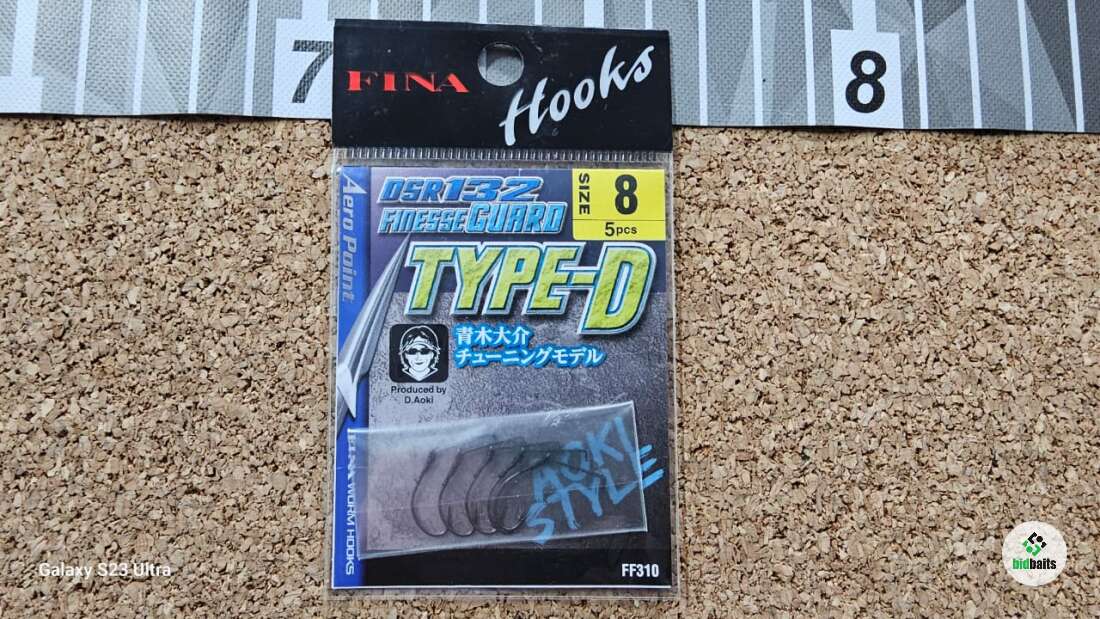 7
8
FINA
Hooks
DSR132
FINESSE GUARD
SIZE
8
5pcs
TYPE-D
Aero Point
青木大介
チューニングモデル
Produced by
D.Aoki
AOKI
STYLE
WORM HOOKS
FF310
Galaxy S23 Ultra
bidbaits